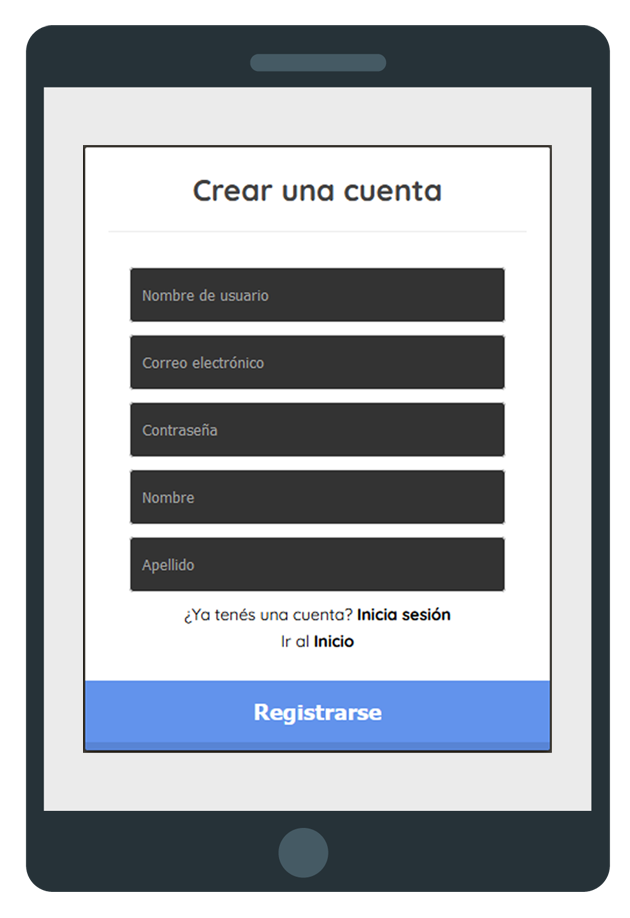 Crear una cuenta
Nombre de usuario
Correo electrónico
Contraseña
Nombre
Apellido
¿Ya tenés una cuenta? Inicia sesión
Ir al Inicio
Registrarse